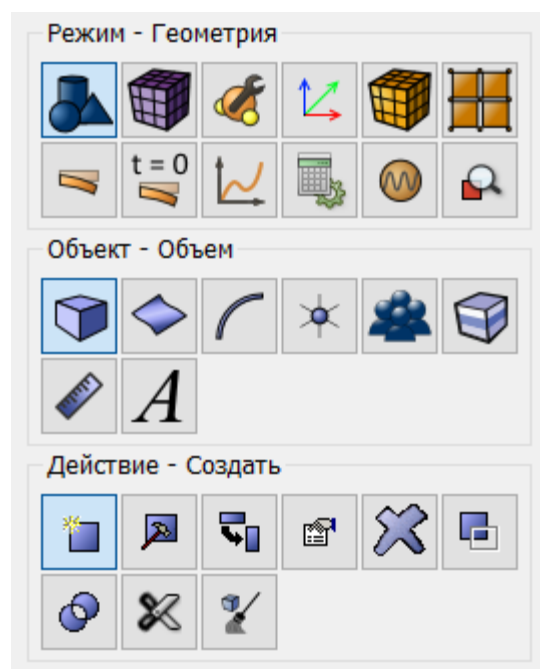 Режим - Геометрия
t = 0
Объект - Объем
A
Действие - Создать